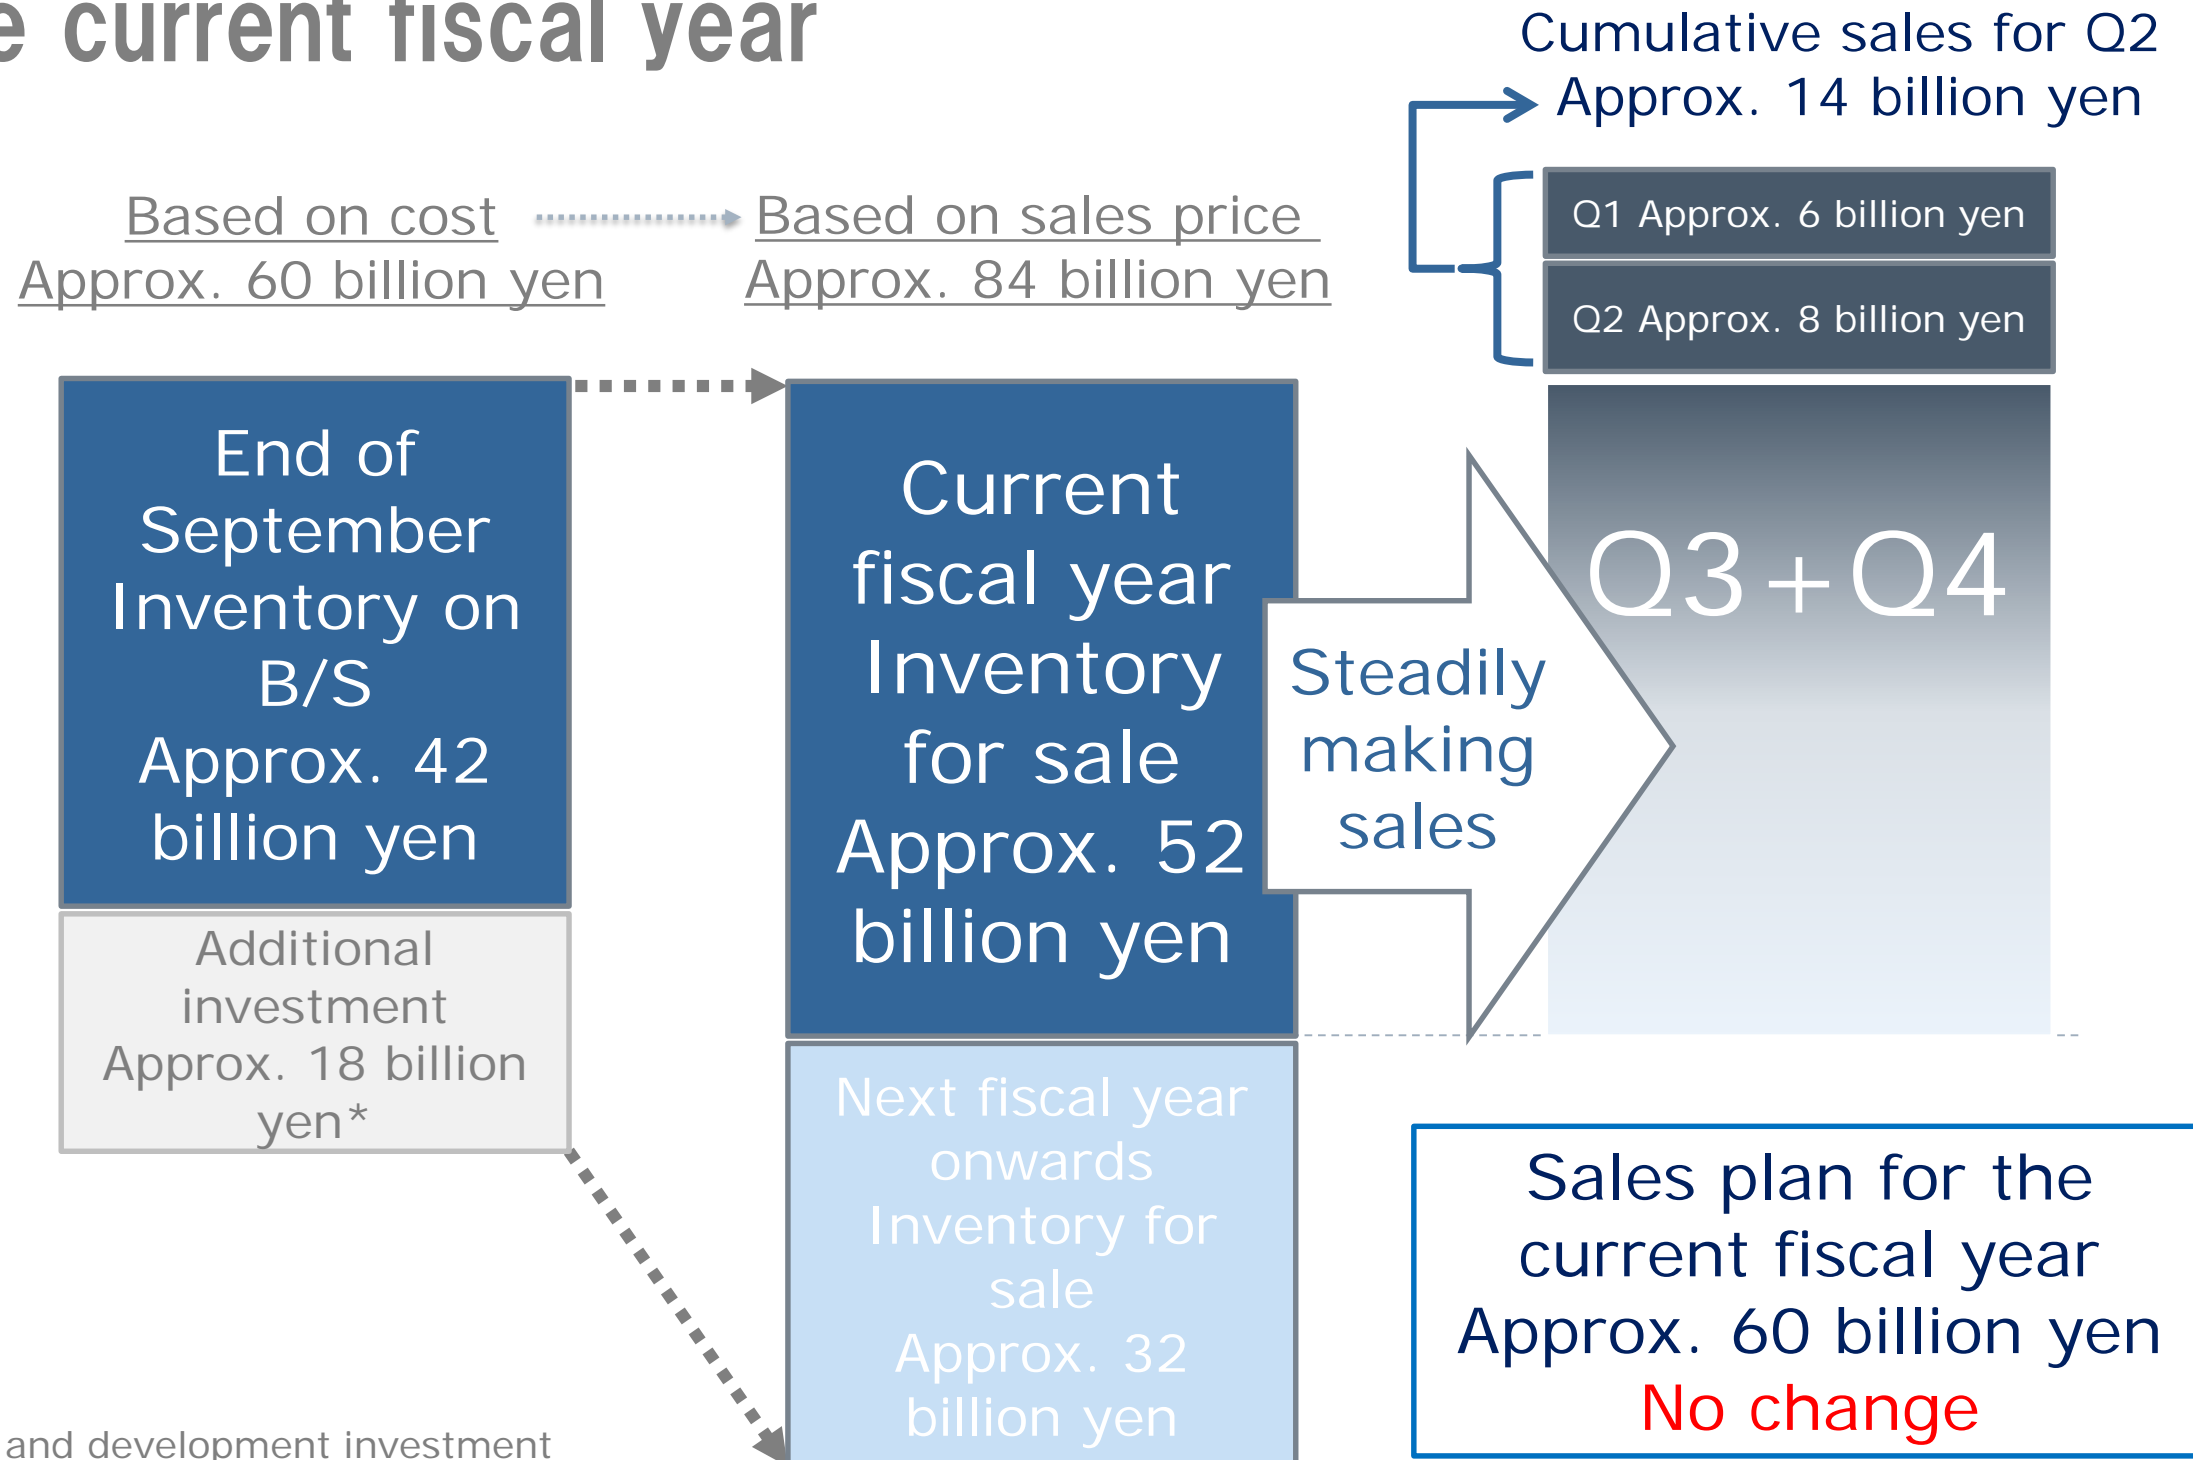 e current fiscal year
Cumulative sales for Q2
Approx. 14 billion yen
Based on cost
Approx. 60 billion yen
Based on sales price
Approx. 84 billion yen
Q1 Approx. 6 billion yen
Q2 Approx. 8 billion yen
End of
September
Inventory on
B/S
Approx. 42
billion yen
Additional
investment
Approx. 18 billion
yen*
Current
fiscal year
Inventory
for sale
Approx. 52
billion yen
Next fiscal year
onwards
Inventory for
sale
Approx. 32
billion yen
Steadily
making
sales
Q3+Q4
Sales plan for the
current fiscal year
Approx. 60 billion yen
No change
and development investment